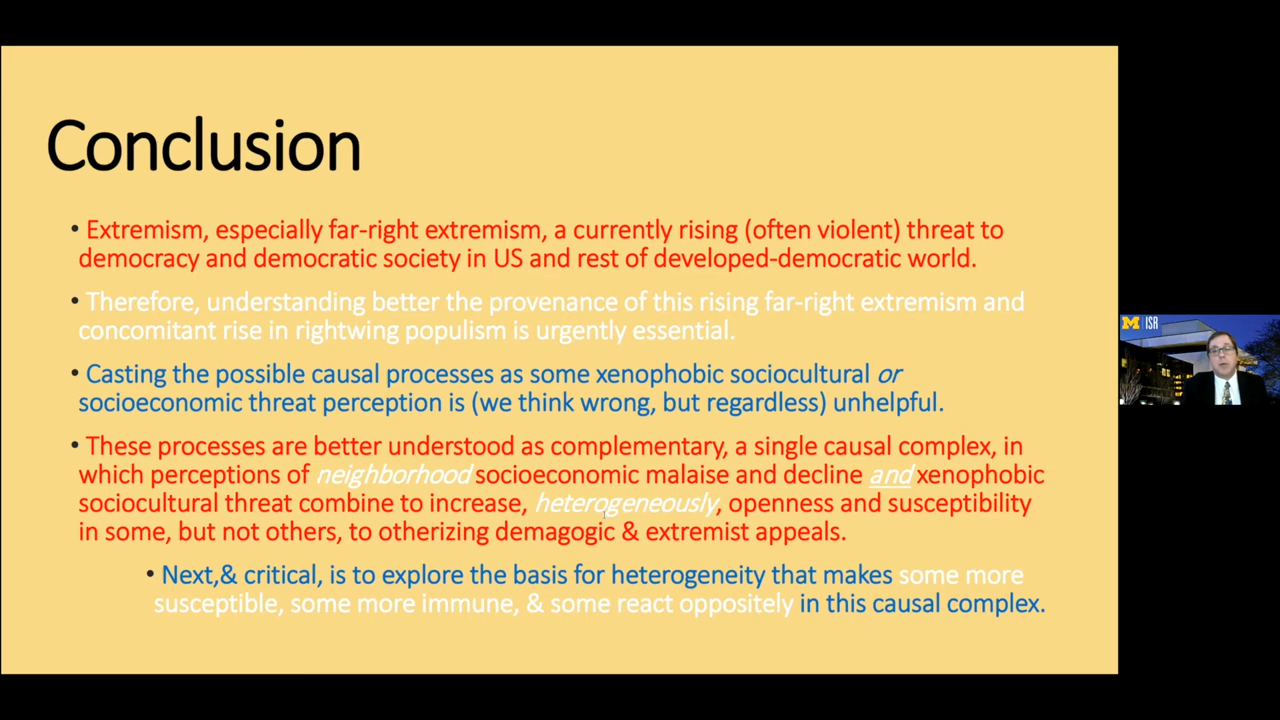 Conclusion
• Extremism, especially far-right extremism, a currently rising (often violent) threat to
democracy and democratic society in US and rest of developed-democratic world.
• Therefore, understanding better the provenance of this rising far-right extremism and
concomitant rise in rightwing populism is urgently essential.
• Casting the possible causal processes as some xenophobic sociocultural or
socioeconomic threat perception is (we think wrong, but regardless) unhelpful.
• These processes are better understood as complementary, a single causal complex, in
which perceptions of neighborhood socioeconomic malaise and decline and xenophobic
sociocultural threat combine to increase, heterogeneously, openness and susceptibility
in some, but not others, to otherizing demagogic & extremist appeals.
• Next,& critical, is to explore the basis for heterogeneity that makes some more
susceptible, some more immune, & some react oppositely in this causal complex.
M | ISR